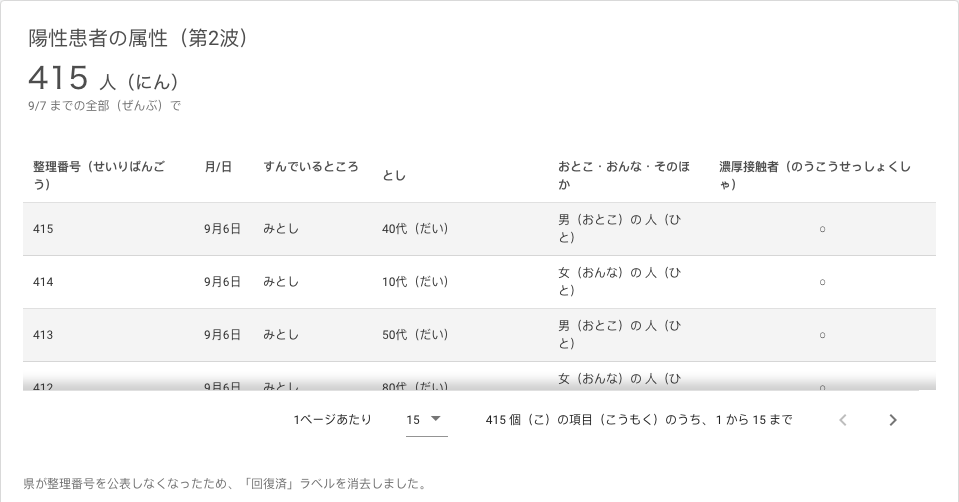 陽性患者の属性（第2波）
415 人（にん）
9/7 までの全部（ぜんぶ）で
整理番号（せいりばんごう） 月/日 すんでいるところ とし おとこ・おんな・そのほか 濃厚接触者（のうこうせっしょくしゃ）
415 9月6日 みとし 40代（だい） 男（おとこ）の 人（ひと） ○
414 9月6日 みとし 10代（だい） 女（おんな）の 人（ひと） ○
413 9月6日 みとし 50代（だい） 男（おとこ）の 人（ひと） ○
412 9月6日 みとし 80代（だい） 女（おんな）の 人（ひ ○
1ページあたり 15 415 個（こ）の項目（こうもく）のうち、1 から 15 まで
県が整理番号を公表しなくなったため、「回復済」ラベルを消去しました。